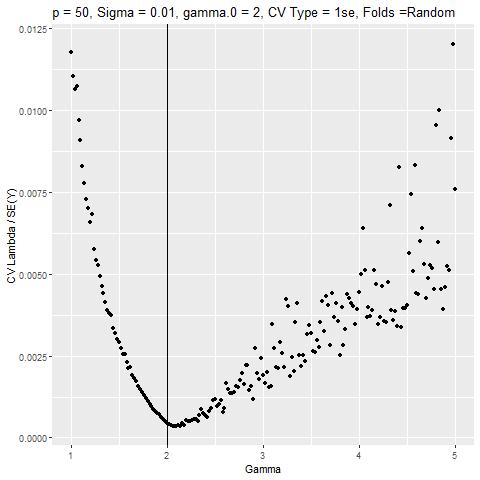 p = 50, Sigma = 0.01, gamma.0 = 2, CV Type = 1se, Folds =Random
0.0125
0.0100
0.0075
0.0050
0.0025
0.0000
CV Lambda / SE(Y)
1 2 3 4 5
Gamma